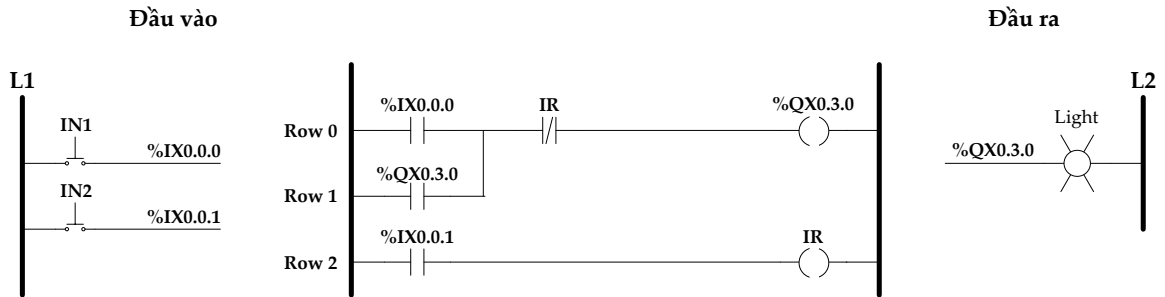 Đầu vào
Đầu ra
L1
IN1
%IX0.0.0
IN2
%IX0.0.1
%IX0.0.0
IR
%QX0.3.0
Row 0
%QX0.3.0
Row 1
%IX0.0.1
IR
Row 2
L2
Light
%QX0.3.0